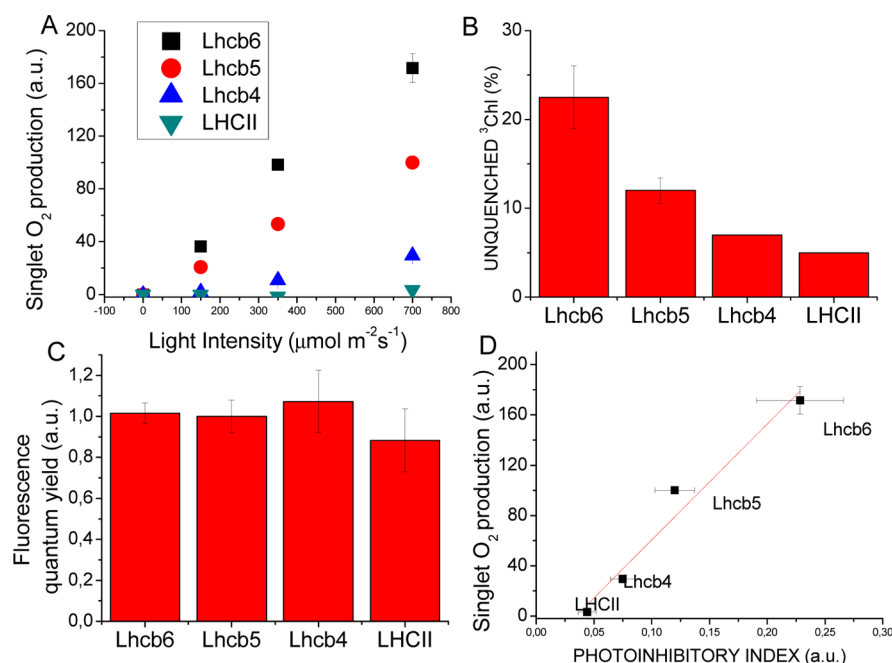 A
Singlet O2 production (a.u.)
200
160
120
80
40
0
Lhcb6
Lhcb5
Lhcb4
LHCII
-100 0 100 200 300 400 500 600 700 800
Light Intensity (μmol m-2s-1)
B
UNQUENCHED 3Chl (%)
30
20
10
0
Lhcb6 Lhcb5 Lhcb4 LHCII
C
Fluorescence
quantum yield (a.u.)
1,4
1,2
1,0
0,8
0,6
0,4
0,2
0,0
Lhcb6 Lhcb5 Lhcb4 LHCII
D
Singlet O2 production (a.u.)
200
160
120
80
40
0
Lhcb6
Lhcb5
Lhcb4
LHCII
0,00 0,05 0,10 0,15 0,20 0,25 0,30
PHOTOINHIBITORY INDEX (a.u.)